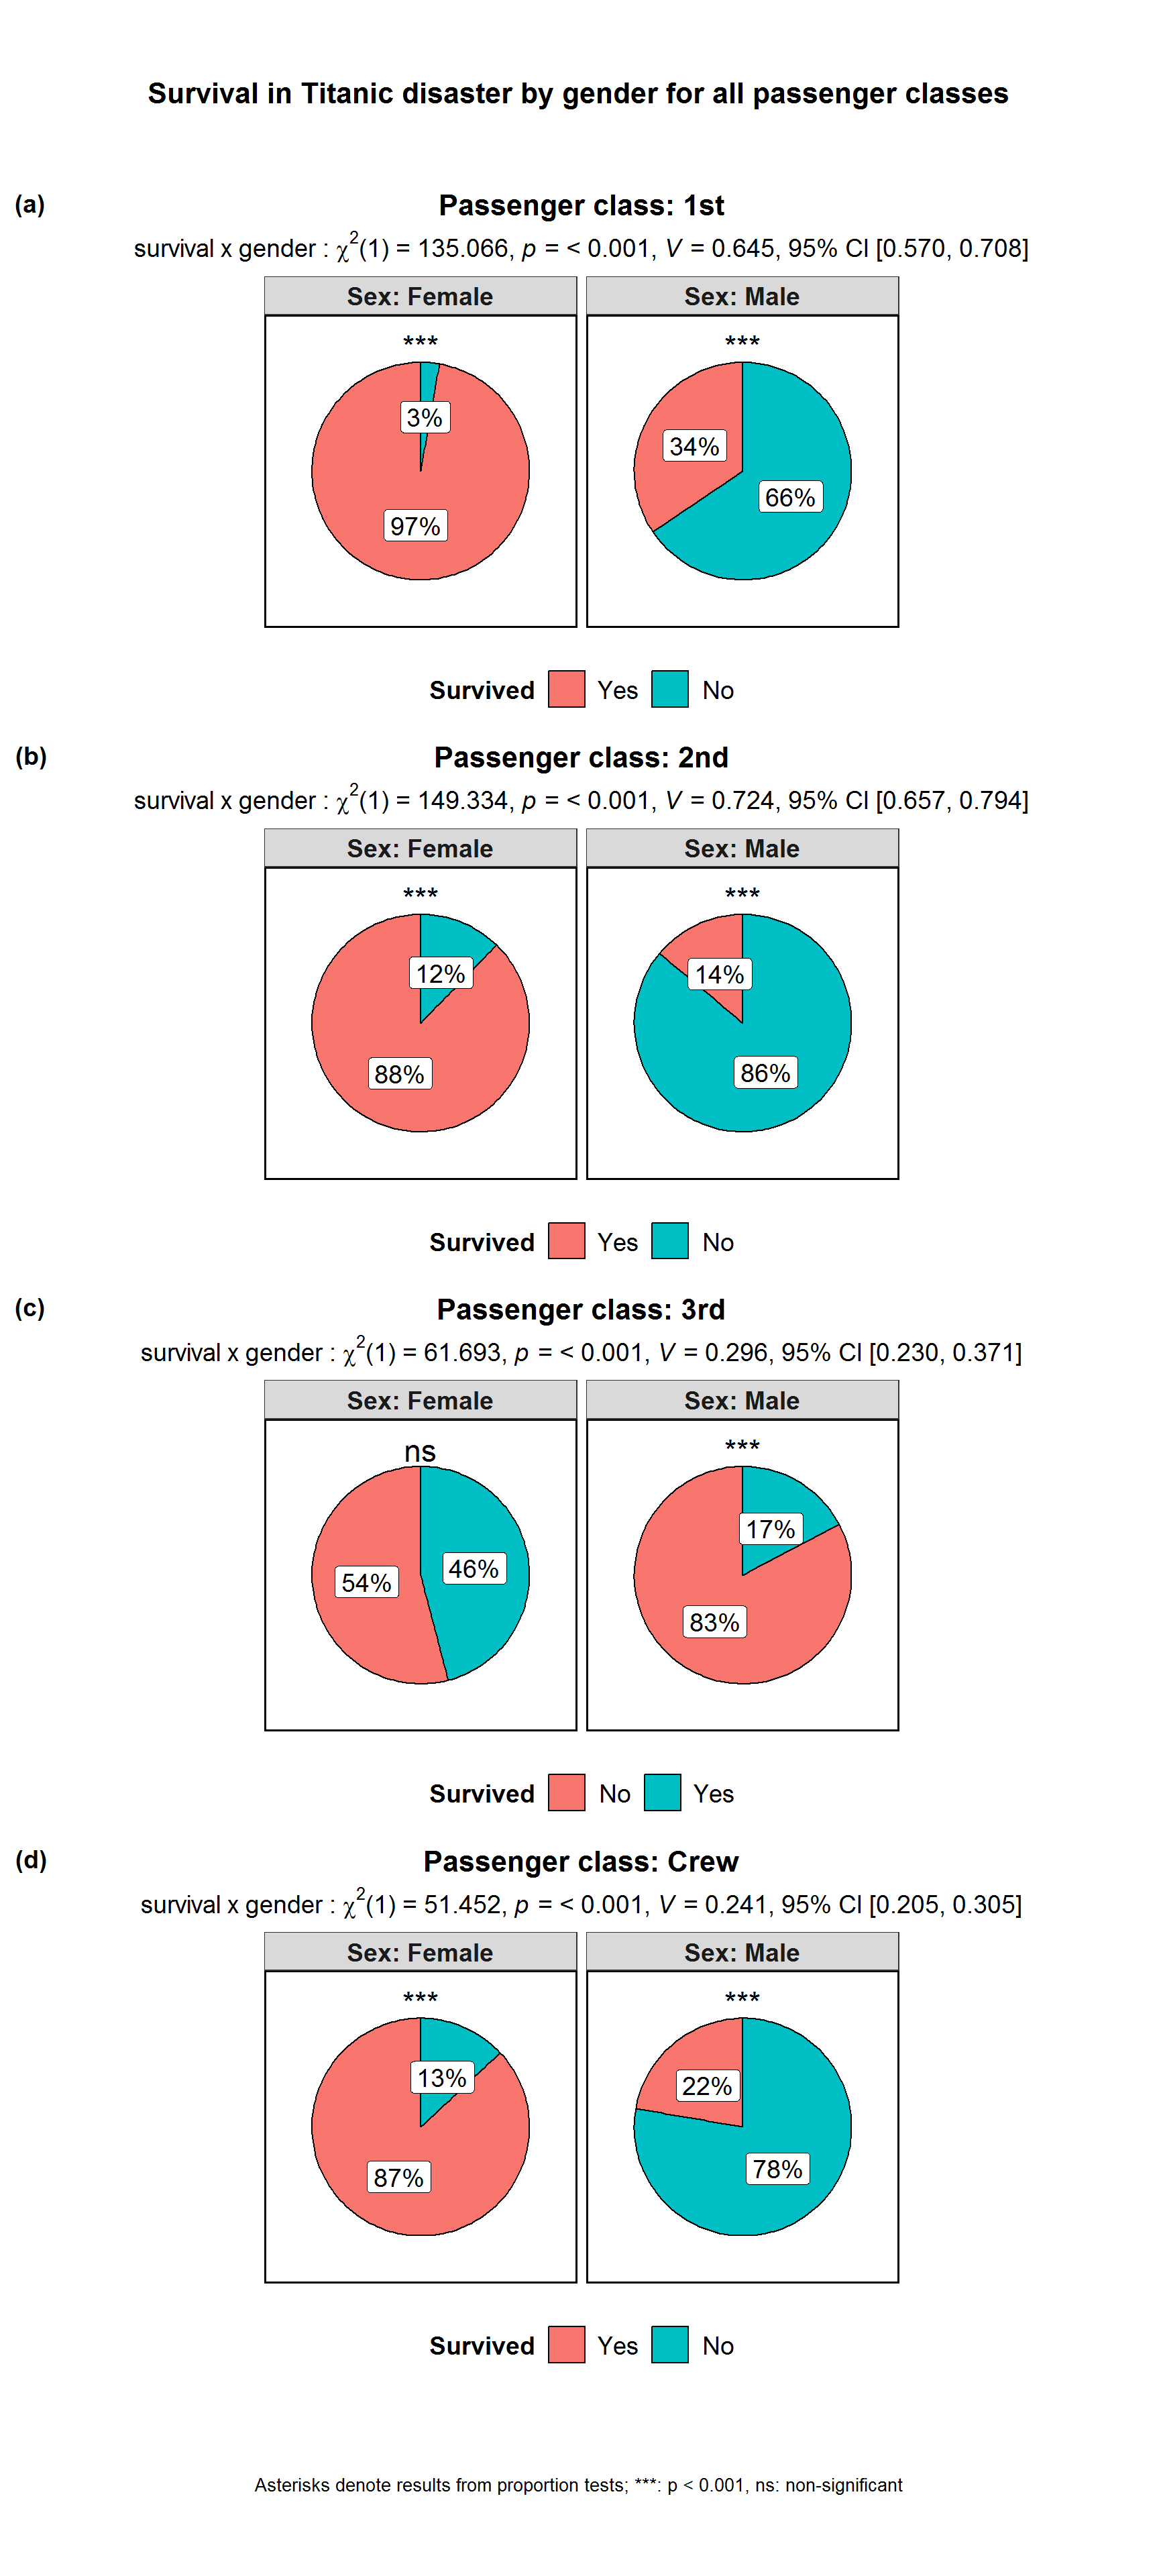 Survival in Titanic disaster by gender for all passenger classes
(a)
Passenger class: 1st
survival x gender : χ²(1) = 135.066, p = < 0.001, V = 0.645, 95% CI [0.570, 0.708]
Sex: Female Sex: Male
*** ***
3%
34%
66%
97%
Survived Yes No
(b)
Passenger class: 2nd
survival x gender : χ²(1) = 149.334, p = < 0.001, V = 0.724, 95% CI [0.657, 0.794]
Sex: Female Sex: Male
*** ***
12% 14%
88% 86%
Survived Yes No
(c)
Passenger class: 3rd
survival x gender : χ²(1) = 61.693, p = < 0.001, V = 0.296, 95% CI [0.230, 0.371]
Sex: Female Sex: Male
ns ***
17%
54% 46%
83%
Survived No Yes
(d)
Passenger class: Crew
survival x gender : χ²(1) = 51.452, p = < 0.001, V = 0.241, 95% CI [0.205, 0.305]
Sex: Female Sex: Male
*** ***
13% 22%
87% 78%
Survived Yes No
Asterisks denote results from proportion tests; ***: p < 0.001, ns: non-significant